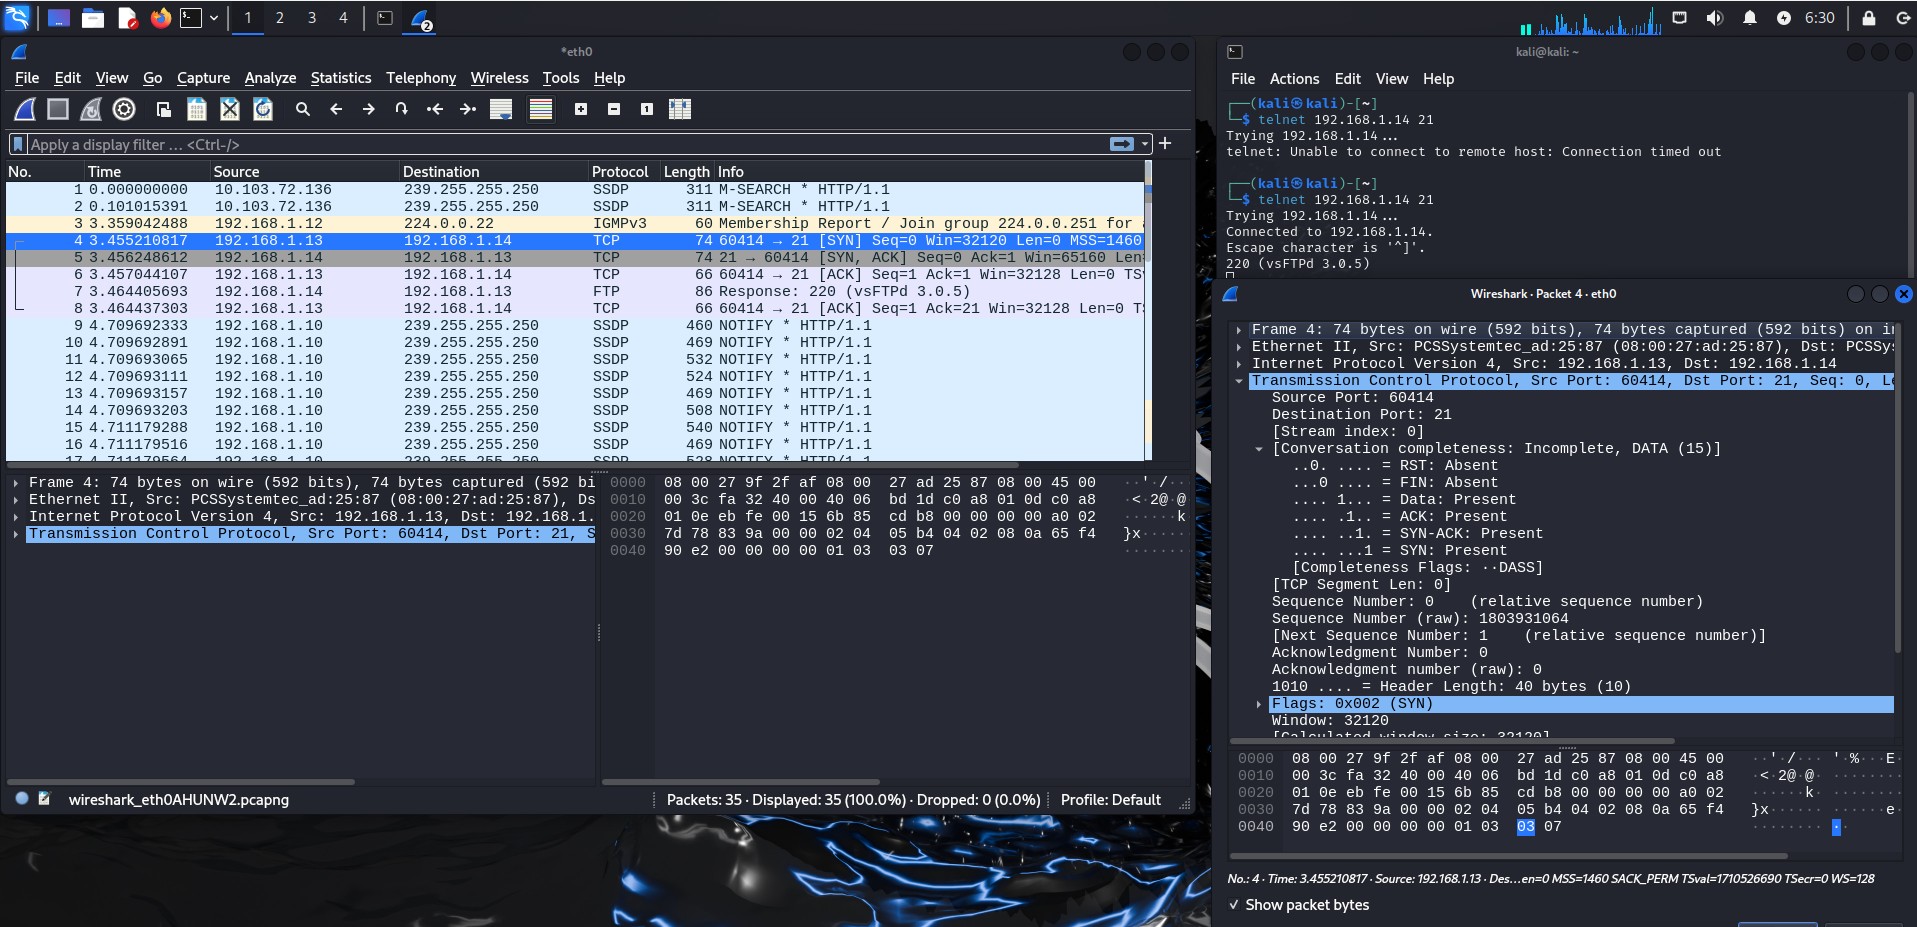 1 2 3 4
2
6:30
*eth0
File Edit View Go Capture Analyze Statistics Telephony Wireless Tools Help
Apply a display filter ... <Ctrl-/>
No. Time Source Destination Protocol Length Info
1 0.000000000 10.103.72.136 239.255.255.250 SSDP 311 M-SEARCH * HTTP/1.1
2 0.101015391 10.103.72.136 239.255.255.250 SSDP 311 M-SEARCH * HTTP/1.1
3 3.359042488 192.168.1.12 224.0.0.22 IGMPv3 60 Membership Report / Join group 224.0.0.251 for
4 3.455210817 192.168.1.13 192.168.1.14 TCP 74 60414 → 21 [SYN] Seq=0 Win=32120 Len=0 MSS=1460
5 3.456248612 192.168.1.14 192.168.1.13 TCP 74 21 → 60414 [SYN, ACK] Seq=0 Ack=1 Win=65160 Len
6 3.457044107 192.168.1.13 192.168.1.14 TCP 66 60414 → 21 [ACK] Seq=1 Ack=1 Win=32128 Len=0 TS
7 3.464405693 192.168.1.14 192.168.1.13 FTP 86 Response: 220 (vsFTPd 3.0.5)
8 3.464437303 192.168.1.13 192.168.1.14 TCP 66 60414 → 21 [ACK] Seq=1 Ack=21 Win=32128 Len=0 T
9 4.709692333 192.168.1.10 239.255.255.250 SSDP 460 NOTIFY * HTTP/1.1
10 4.709692891 192.168.1.10 239.255.255.250 SSDP 469 NOTIFY * HTTP/1.1
11 4.709693065 192.168.1.10 239.255.255.250 SSDP 532 NOTIFY * HTTP/1.1
12 4.709693111 192.168.1.10 239.255.255.250 SSDP 524 NOTIFY * HTTP/1.1
13 4.709693157 192.168.1.10 239.255.255.250 SSDP 469 NOTIFY * HTTP/1.1
14 4.709693203 192.168.1.10 239.255.255.250 SSDP 508 NOTIFY * HTTP/1.1
15 4.711179288 192.168.1.10 239.255.255.250 SSDP 540 NOTIFY * HTTP/1.1
16 4.711179516 192.168.1.10 239.255.255.250 SSDP 469 NOTIFY * HTTP/1.1
17 4.711179564 192.168.1.10 239.255.255.250 SSDP 528 NOTIFY * HTTP/1.1
Frame 4: 74 bytes on wire (592 bits), 74 bytes captured (592 bi
Ethernet II, Src: PCSSystemtec_ad:25:87 (08:00:27:ad:25:87), Ds
Internet Protocol Version 4, Src: 192.168.1.13, Dst: 192.168.1.
Transmission Control Protocol, Src Port: 60414, Dst Port: 21, S
0000 08 00 27 9f 2f af 08 00 27 ad 25 87 08 00 45 00 ··'·/···
0010 00 3c fa 32 40 00 40 06 bd 1d c0 a8 01 0d c0 a8 ·<·2@·@·
0020 01 0e eb fe 00 15 6b 85 cd b8 00 00 00 00 a0 02 ······k·
0030 7d 78 83 9a 00 00 02 04 05 b4 04 02 08 0a 65 f4 }x······
0040 90 e2 00 00 00 00 01 03 03 07 ········
wireshark_eth0AHUNW2.pcapng
Packets: 35 · Displayed: 35 (100.0%) · Dropped: 0 (0.0%)
Profile: Default
kali@kali: ~
File Actions Edit View Help
┌──(kali㉿kali)-[~]
└─$ telnet 192.168.1.14 21
Trying 192.168.1.14...
telnet: Unable to connect to remote host: Connection timed out
┌──(kali㉿kali)-[~]
└─$ telnet 192.168.1.14 21
Trying 192.168.1.14...
Connected to 192.168.1.14.
Escape character is '^]'.
220 (vsFTPd 3.0.5)
Wireshark · Packet 4 · eth0
Frame 4: 74 bytes on wire (592 bits), 74 bytes captured (592 bits) on in
Ethernet II, Src: PCSSystemtec_ad:25:87 (08:00:27:ad:25:87), Dst: PCSSys
Internet Protocol Version 4, Src: 192.168.1.13, Dst: 192.168.1.14
Transmission Control Protocol, Src Port: 60414, Dst Port: 21, Seq: 0, Le
Source Port: 60414
Destination Port: 21
[Stream index: 0]
[Conversation completeness: Incomplete, DATA (15)]
..0. .... = RST: Absent
...0 .... = FIN: Absent
.... 1... = Data: Present
.... .1.. = ACK: Present
.... ..1. = SYN-ACK: Present
.... ...1 = SYN: Present
[Completeness Flags: ··DASS]
[TCP Segment Len: 0]
Sequence Number: 0 (relative sequence number)
Sequence Number (raw): 1803931064
[Next Sequence Number: 1 (relative sequence number)]
Acknowledgment Number: 0
Acknowledgment number (raw): 0
1010 .... = Header Length: 40 bytes (10)
Flags: 0x002 (SYN)
Window: 32120
[Calculated window size: 32120]
0000 08 00 27 9f 2f af 08 00 27 ad 25 87 08 00 45 00 ··'·/··· '·%···E·
0010 00 3c fa 32 40 00 40 06 bd 1d c0 a8 01 0d c0 a8 ·<·2@·@· ········
0020 01 0e eb fe 00 15 6b 85 cd b8 00 00 00 00 a0 02 ······k· ········
0030 7d 78 83 9a 00 00 02 04 05 b4 04 02 08 0a 65 f4 }x······ ······e·
0040 90 e2 00 00 00 00 01 03 03 07 ········ ··
No.: 4 · Time: 3.455210817 · Source: 192.168.1.13 · Des...en=0 MSS=1460 SACK_PERM TSval=1710526690 TSecr=0 WS=128
Show packet bytes